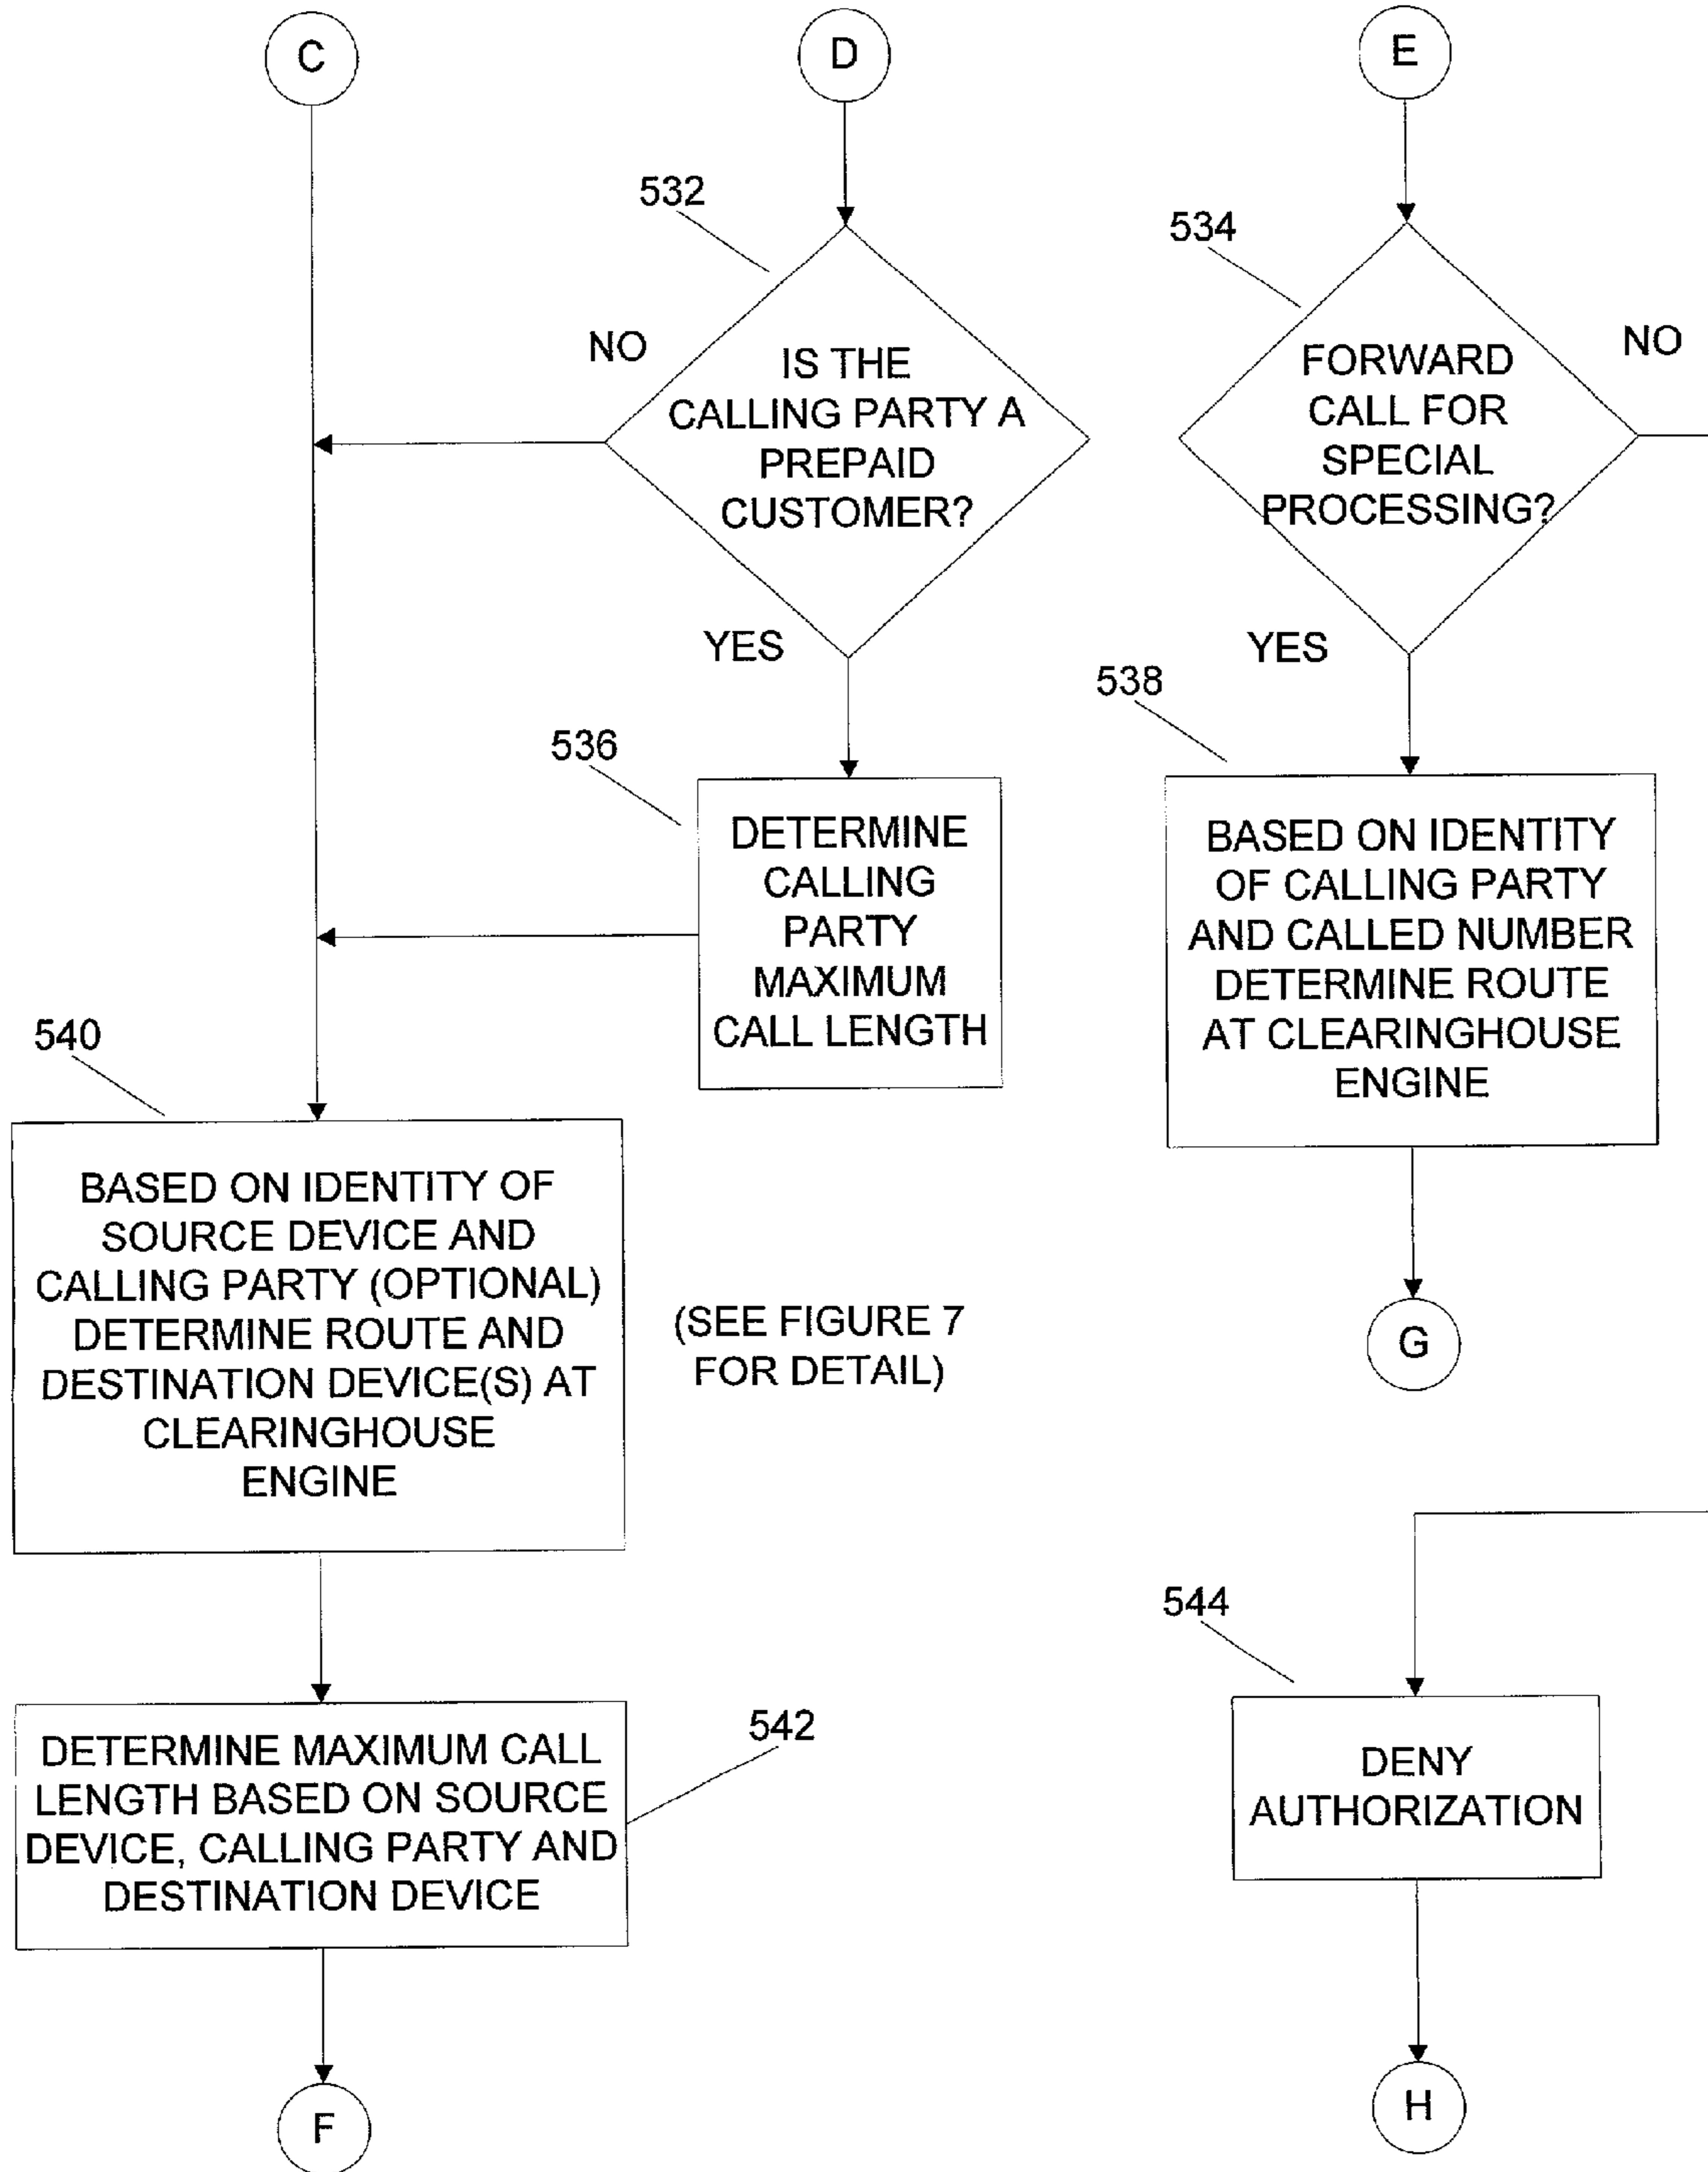 C
D
E
532
534
NO
IS THE
CALLING PARTY A
PREPAID
CUSTOMER?
FORWARD
CALL FOR
SPECIAL
PROCESSING?
NO
YES
YES
536
538
DETERMINE
CALLING
PARTY
MAXIMUM
CALL LENGTH
BASED ON IDENTITY
OF CALLING PARTY
AND CALLED NUMBER
DETERMINE ROUTE
AT CLEARINGHOUSE
ENGINE
540
BASED ON IDENTITY OF
SOURCE DEVICE AND
CALLING PARTY (OPTIONAL)
DETERMINE ROUTE AND
DESTINATION DEVICE(S) AT
CLEARINGHOUSE
ENGINE
(SEE FIGURE 7
FOR DETAIL)
G
544
542
DETERMINE MAXIMUM CALL
LENGTH BASED ON SOURCE
DEVICE, CALLING PARTY AND
DESTINATION DEVICE
DENY
AUTHORIZATION
F
H